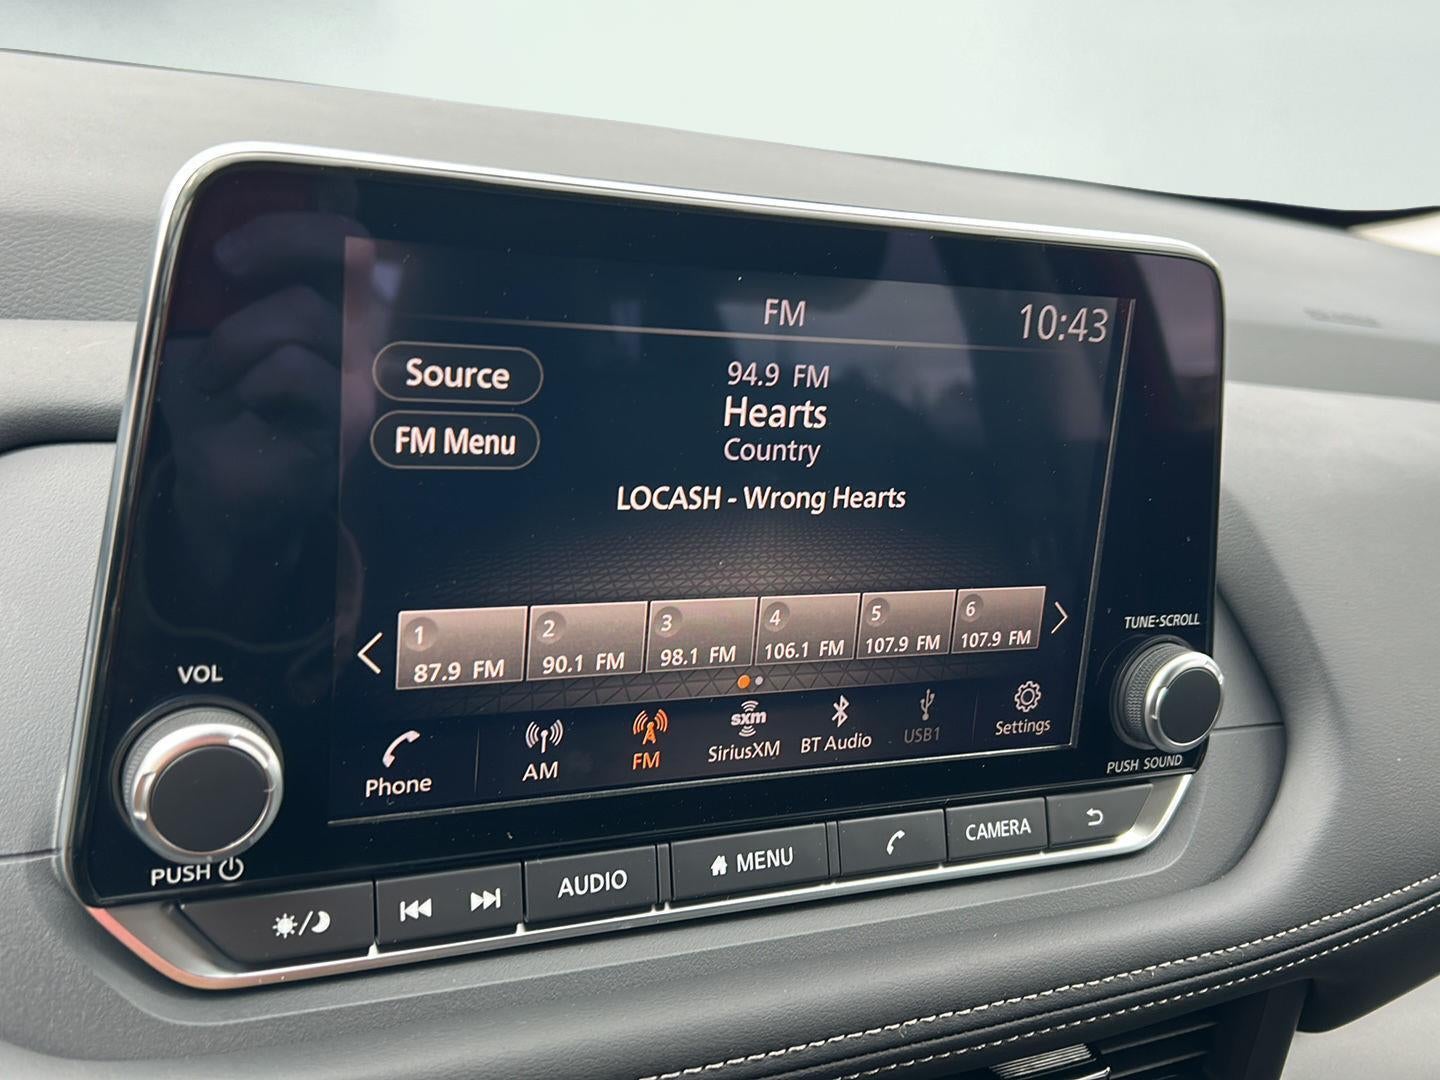 FM
10:43
Source
94.9 FM
Hearts
FM Menu
Country
LOCASH - Wrong Hearts
1
87.9 FM
2
90.1 FM
3
98.1 FM
4
106.1 FM
5
107.9 FM
6
107.9 FM
Phone
AM
FM
sxm
SiriusXM
BT Audio
USB1
Settings
VOL
PUSH
TUNE·SCROLL
PUSH SOUND
AUDIO
MENU
CAMERA